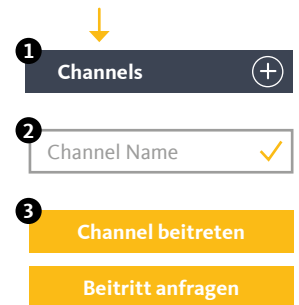 1
Channels
2
Channel Name
3
Channel beitreten
Beitritt anfragen